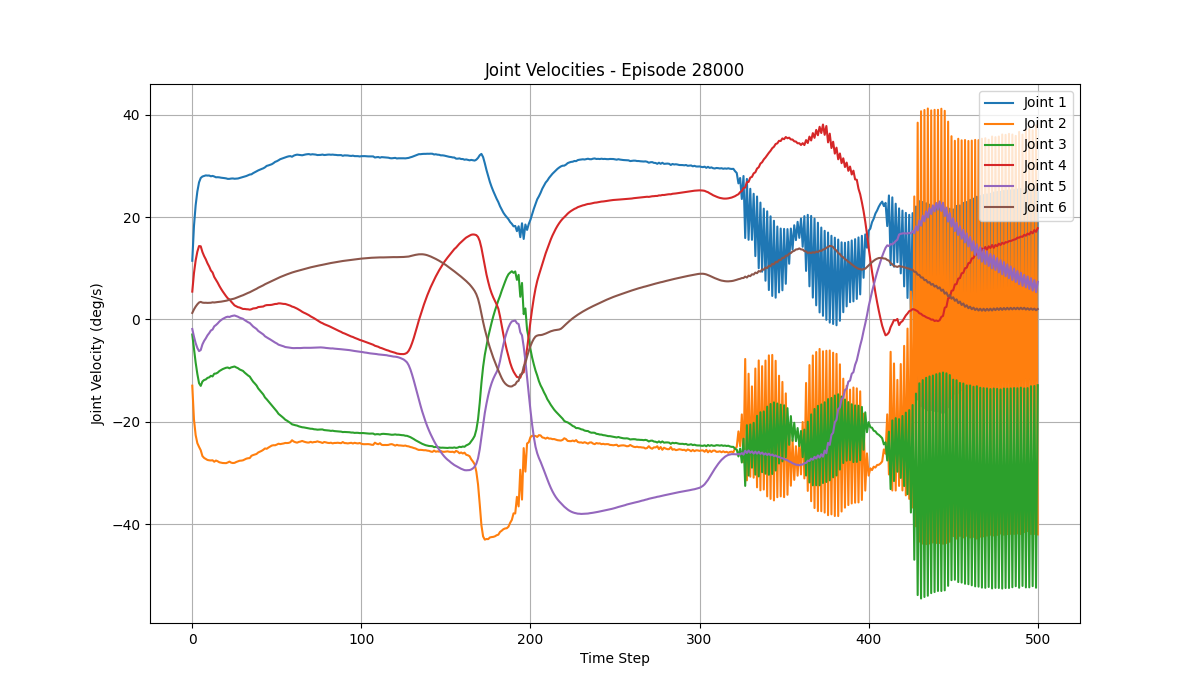 Joint Velocities - Episode 28000
Joint Velocity (deg/s)
40
20
0
−20
−40
Joint 1
Joint 2
Joint 3
Joint 4
Joint 5
Joint 6
0
100
200
300
400
500
Time Step